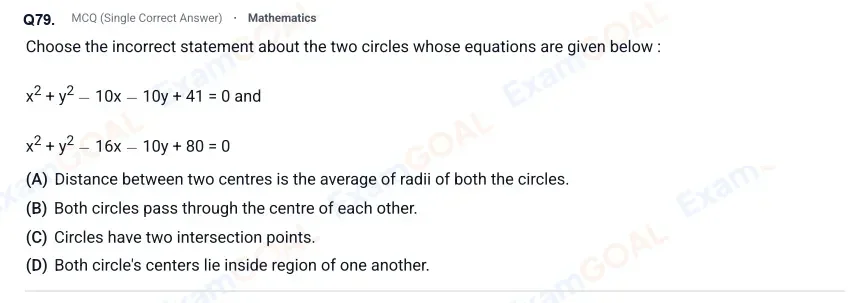 Q79. MCQ (Single Correct Answer) · Mathematics
Choose the incorrect statement about the two circles whose equations are given below :
x² + y² − 10x − 10y + 41 = 0 and
x² + y² − 16x − 10y + 80 = 0
(A) Distance between two centres is the average of radii of both the circles.
(B) Both circles pass through the centre of each other.
(C) Circles have two intersection points.
(D) Both circle's centers lie inside region of one another.
ExamGOAL